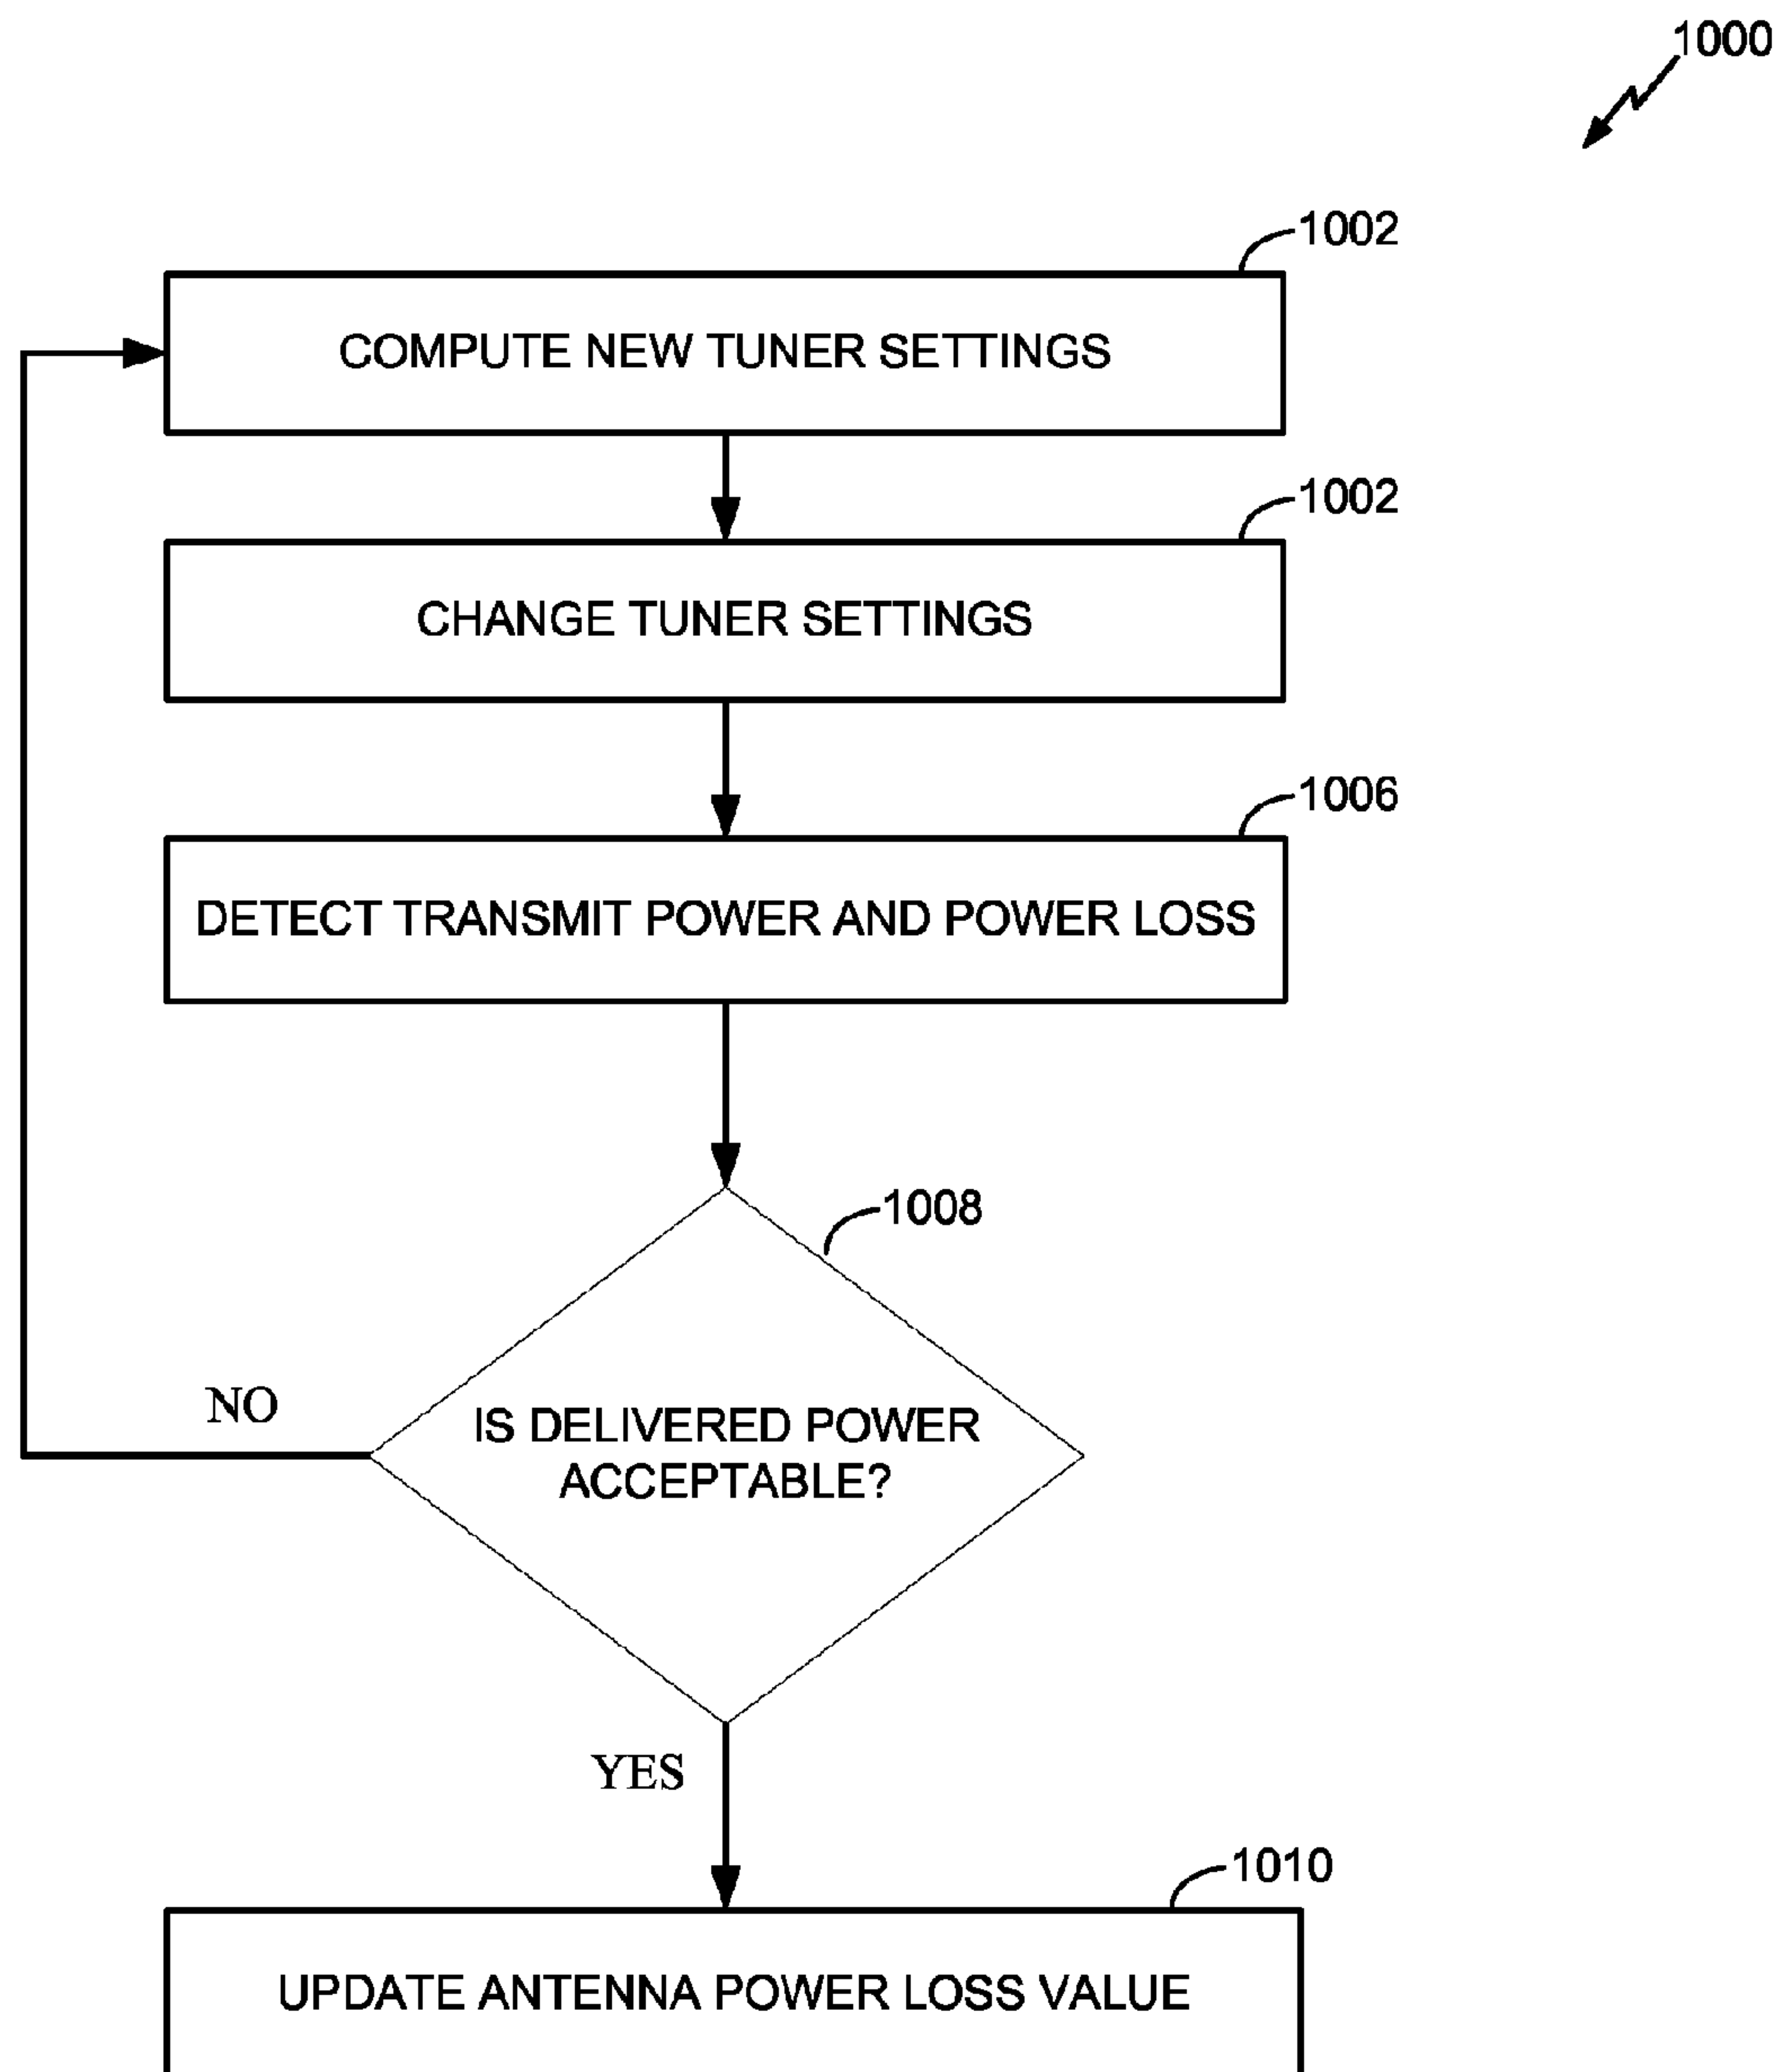 1000
1002
COMPUTE NEW TUNER SETTINGS
1002
CHANGE TUNER SETTINGS
1006
DETECT TRANSMIT POWER AND POWER LOSS
1008
IS DELIVERED POWER
ACCEPTABLE?
NO
YES
1010
UPDATE ANTENNA POWER LOSS VALUE